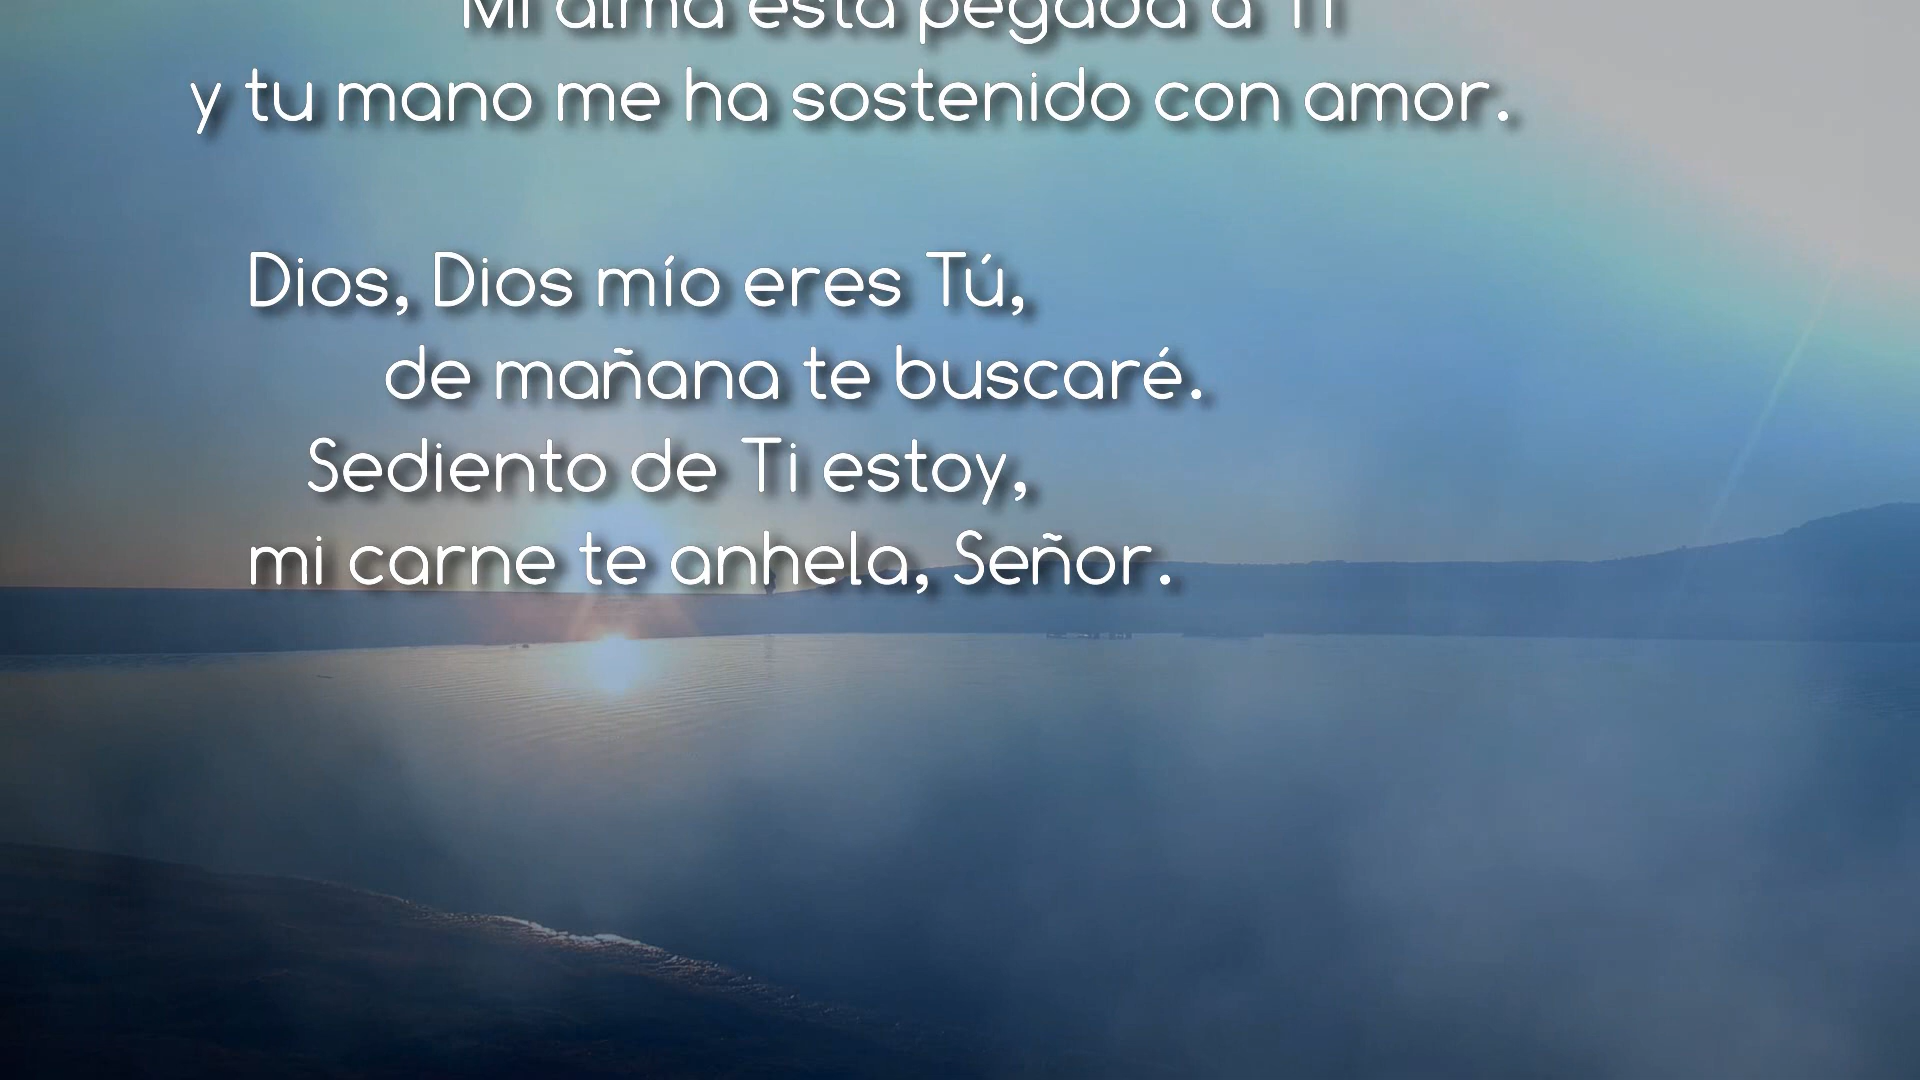 Mi alma está pegada a Ti
y tu mano me ha sostenido con amor.
Dios, Dios mío eres Tú,
de mañana te buscaré.
Sediento de Ti estoy,
mi carne te anhela, Señor.